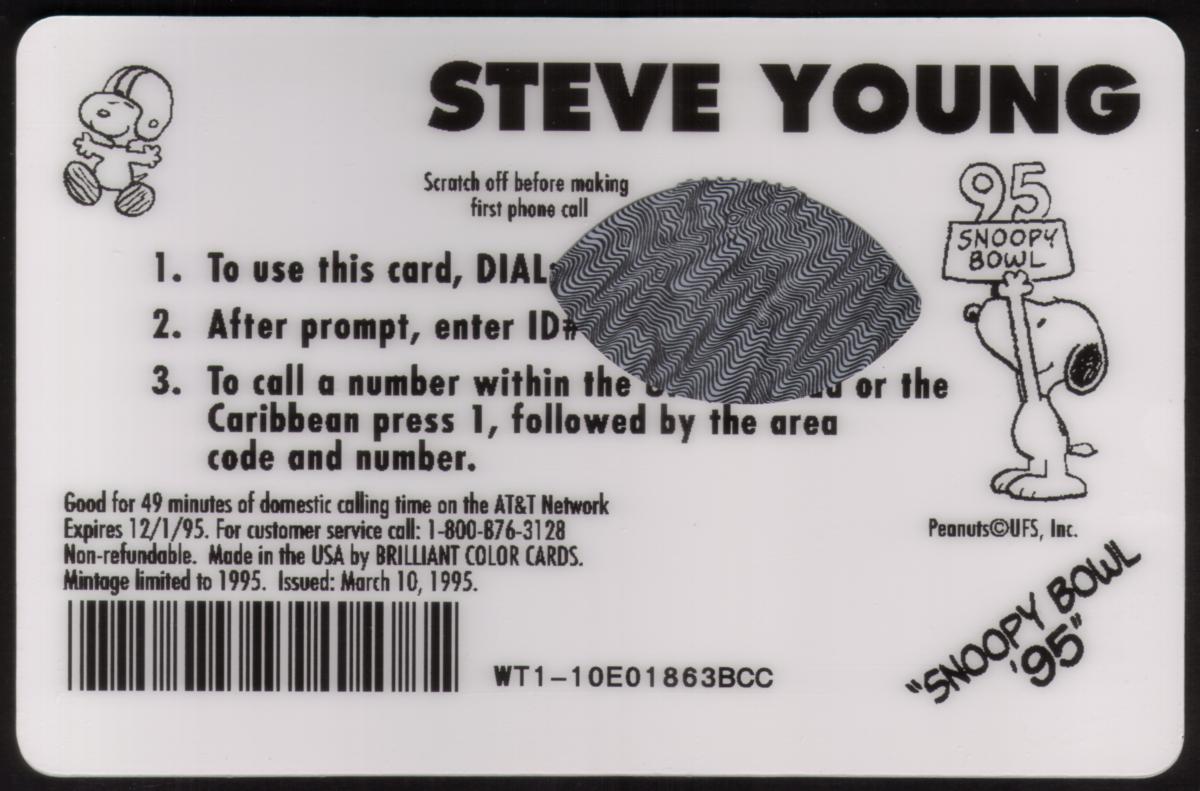 STEVE YOUNG
Scratch off before making
first phone call
95
SNOOPY
BOWL
1. To use this card, DIAL
2. After prompt, enter ID#
3. To call a number within the or the
Caribbean press 1, followed by the area
code and number.
Good for 49 minutes of domestic calling time on the AT&T Network
Expires 12/1/95. For customer service call: 1-800-876-3128
Non-refundable. Made in the USA by BRILLIANT COLOR CARDS.
Mintage limited to 1995. Issued: March 10, 1995.
Peanuts©UFS, Inc.
"SNOOPY BOWL
'95"
WT1-10E01863BCC